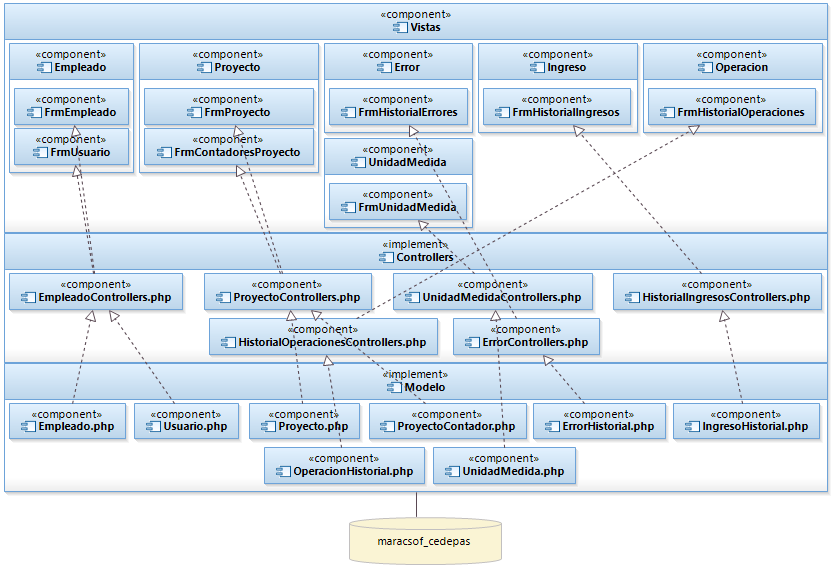 «component»
Vistas
«component»
Empleado
«component»
Proyecto
«component»
Error
«component»
Ingreso
«component»
Operacion
«component»
FrmEmpleado
«component»
FrmProyecto
«component»
FrmHistorialErrores
«component»
FrmHistorialIngresos
«component»
FrmHistorialOperaciones
«component»
FrmUsuario
«component»
FrmContadoresProyecto
«component»
UnidadMedida
«component»
FrmUnidadMedida
«implement»
Controllers
«component»
EmpleadoControllers.php
«component»
ProyectoControllers.php
«component»
UnidadMedidaControllers.php
«component»
HistorialIngresosControllers.php
«component»
HistorialOperacionesControllers.php
«component»
ErrorControllers.php
«implement»
Modelo
«component»
Empleado.php
«component»
Usuario.php
«component»
Proyecto.php
«component»
ProyectoContador.php
«component»
ErrorHistorial.php
«component»
IngresoHistorial.php
«component»
OperacionHistorial.php
«component»
UnidadMedida.php
maracsof_cedepas